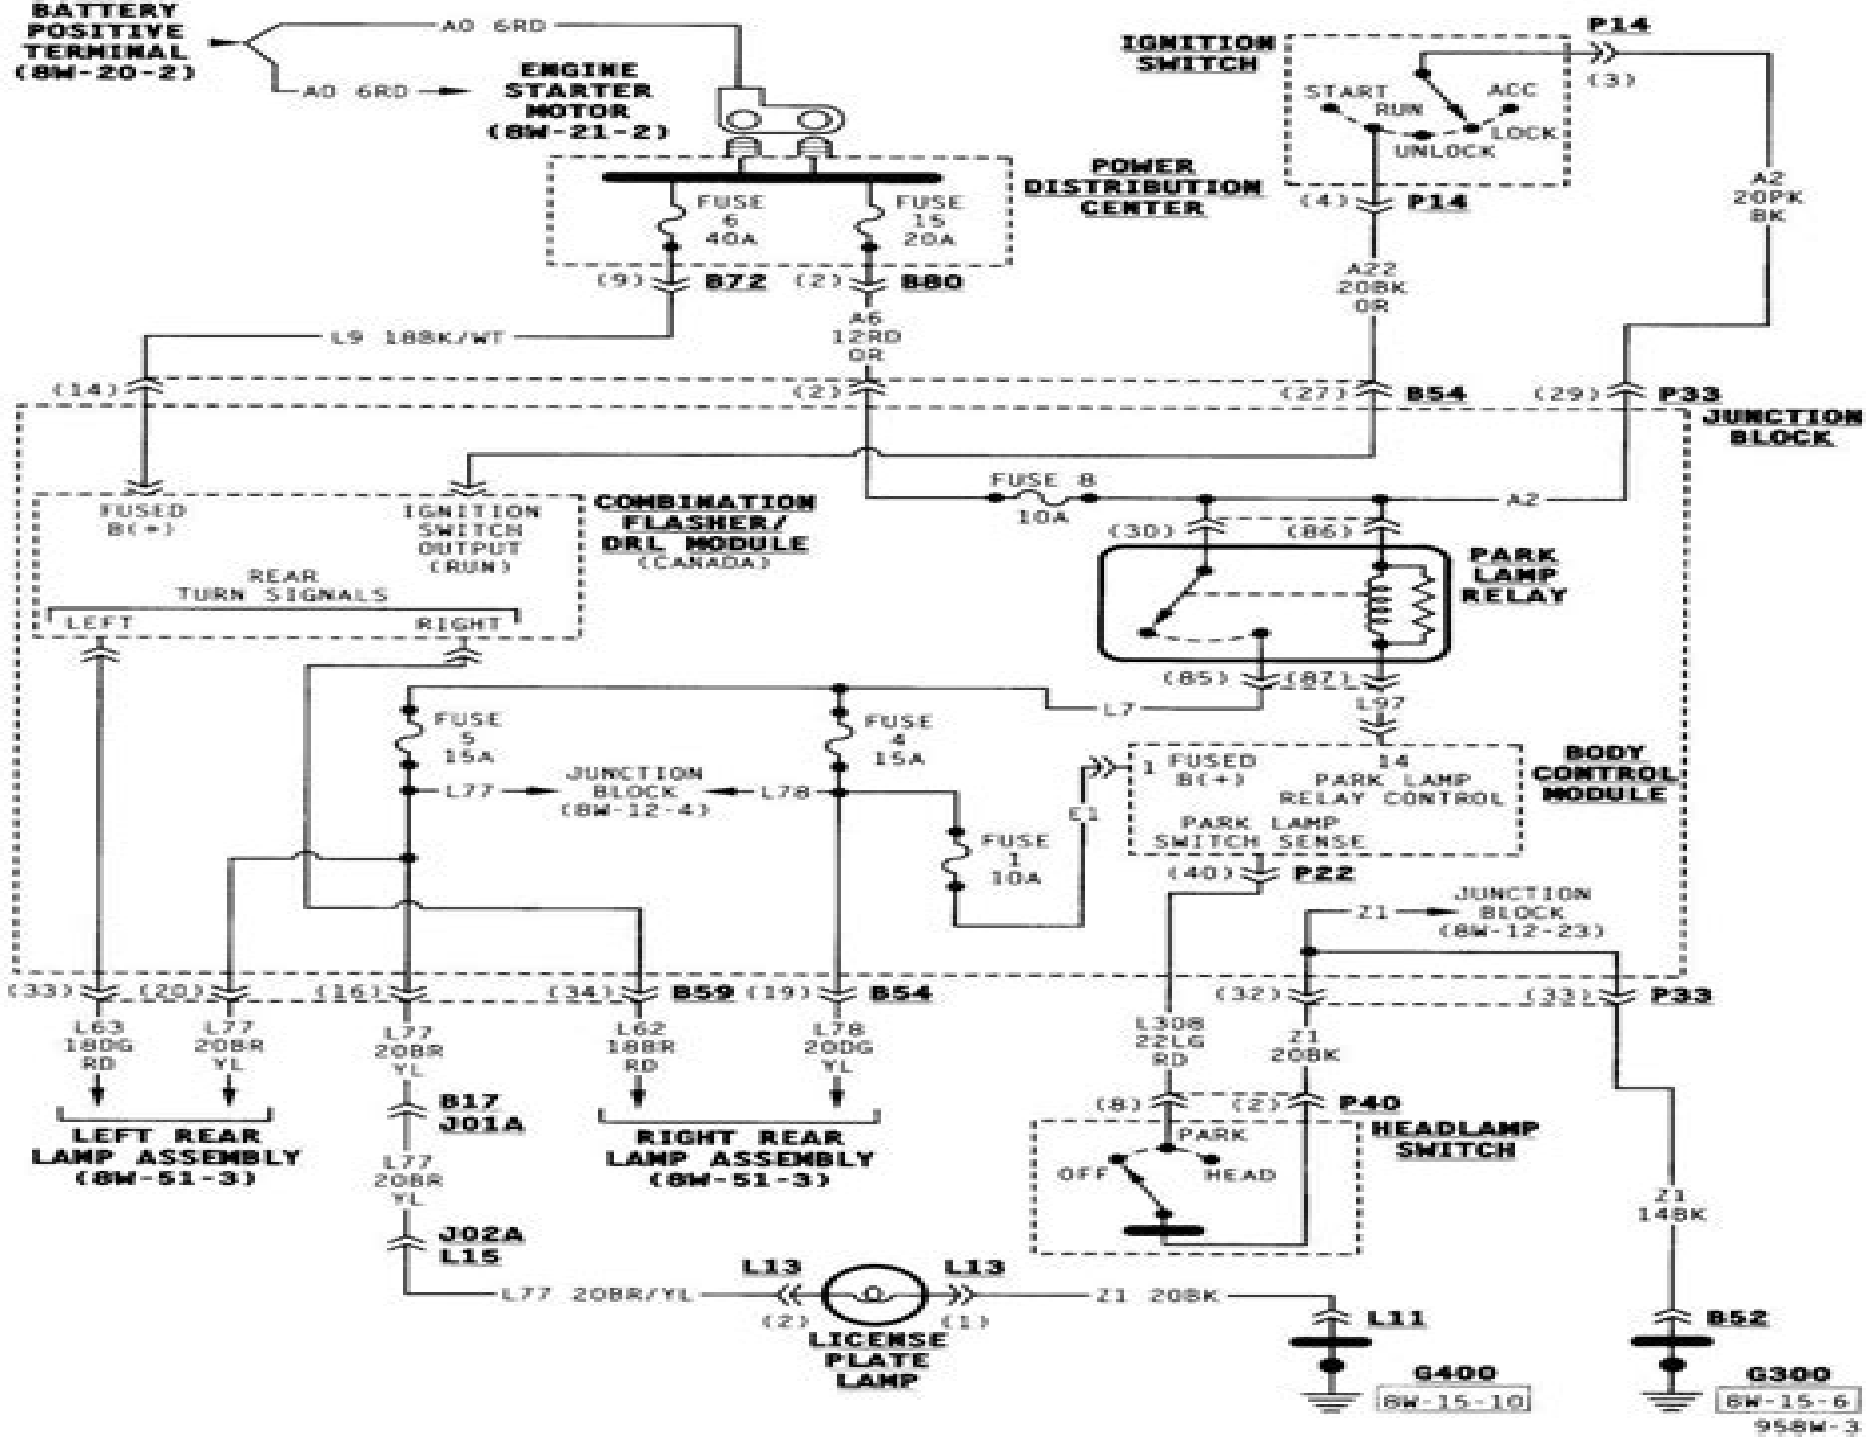 BATTERY
POSITIVE
TERMINAL
(8W-20-2)
A0 6RD
A0 6RD
ENGINE
STARTER
MOTOR
(8W-21-2)
IGNITION
SWITCH
P14
(3)
START
RUN
ACC
LOCK
UNLOCK
(4)
P14
POWER
DISTRIBUTION
CENTER
FUSE
6
40A
FUSE
15
20A
(9)
B72
(2)
B80
A2
20PK
BK
A22
20BK
OR
L9 18BK/WT
A6
12RD
OR
(14)
(2)
(27)
B54
(29)
P33
JUNCTION
BLOCK
FUSED
B(+)
IGNITION
SWITCH
OUTPUT
(RUN)
COMBINATION
FLASHER/
DRL MODULE
(CANADA)
REAR
TURN SIGNALS
LEFT
RIGHT
FUSE 8
10A
A2
(30)
(86)
PARK
LAMP
RELAY
(85)
(87)
L97
L7
FUSE
5
15A
FUSE
4
15A
L77
JUNCTION
BLOCK
(8W-12-4)
L78
FUSE
1
10A
E1
1
FUSED
B(+)
14
PARK LAMP
RELAY CONTROL
PARK LAMP
SWITCH SENSE
BODY
CONTROL
MODULE
(40)
P22
Z1
JUNCTION
BLOCK
(8W-12-23)
(33)
(20)
(16)
(34)
B59
(19)
B54
(32)
(33)
P33
L63
18DG
RD
L77
20BR
YL
L77
20BR
YL
L62
18BR
RD
L78
20DG
YL
L308
22LG
RD
Z1
20BK
B17
J01A
LEFT REAR
LAMP ASSEMBLY
(8W-51-3)
RIGHT REAR
LAMP ASSEMBLY
(8W-51-3)
L77
20BR
YL
J02A
L15
(8)
(2)
P40
HEADLAMP
SWITCH
PARK
OFF
HEAD
Z1
14BK
L77 20BR/YL
L13
(2)
L13
(1)
LICENSE
PLATE
LAMP
Z1 20BK
L11
B52
G400
8W-15-10
G300
8W-15-6
958W-3